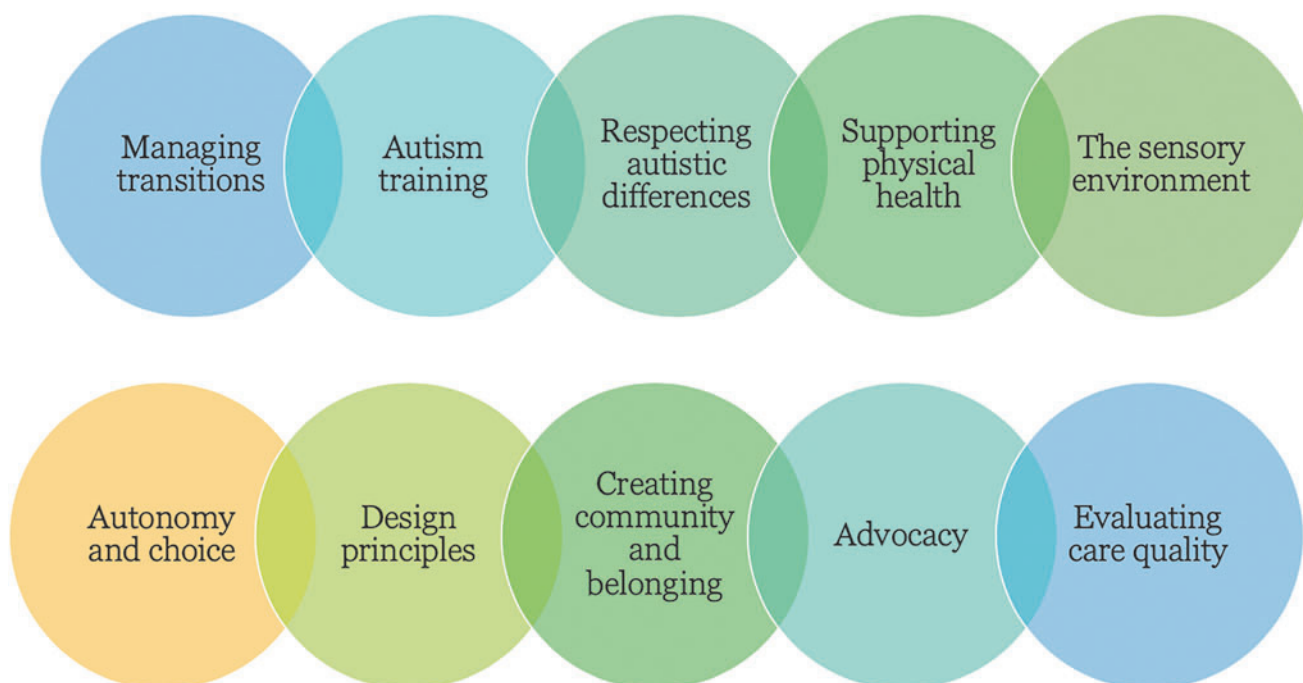 Managing
transitions
Autism
training
Respecting
autistic
differences
Supporting
physical
health
The sensory
environment
Autonomy
and choice
Design
principles
Creating
community
and
belonging
Advocacy
Evaluating
care quality